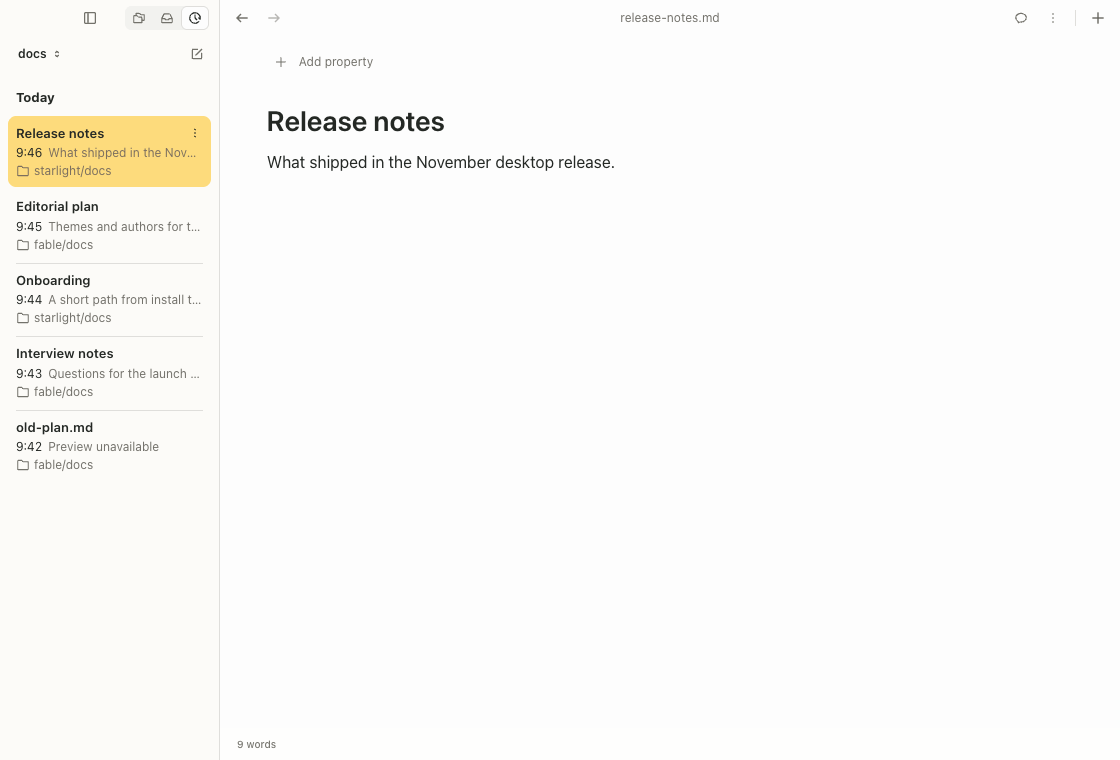 docs
release-notes.md
Today
Release notes
9:46 What shipped in the Nov...
starlight/docs
Editorial plan
9:45 Themes and authors for t...
fable/docs
Onboarding
9:44 A short path from install t...
starlight/docs
Interview notes
9:43 Questions for the launch ...
fable/docs
old-plan.md
9:42 Preview unavailable
fable/docs
Add property
Release notes
What shipped in the November desktop release.
9 words